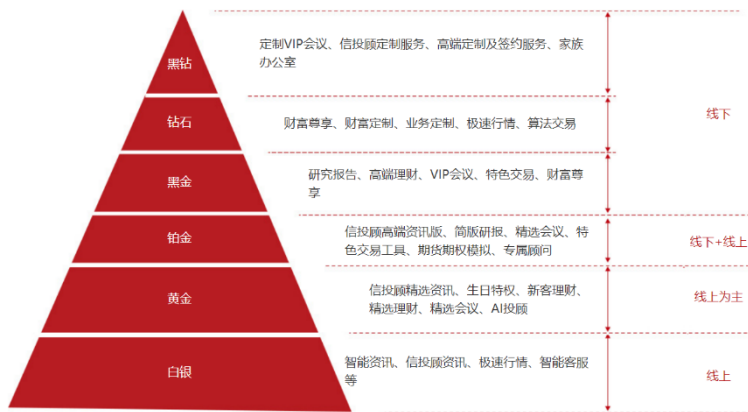 黑钻
定制VIP会议、信投顾定制服务、高端定制及签约服务、家族
办公室
钻石
财富尊享、财富定制、业务定制、极速行情、算法交易
线下
黑金
研究报告、高端理财、VIP会议、特色交易、财富尊
享
铂金
信投顾高端资讯版、简版研报、精选会议、特
色交易工具、期货期权模拟、专属顾问
线下+线上
黄金
信投顾精选资讯、生日特权、新客理财、
精选理财、精选会议、AI投顾
线上为主
白银
智能资讯、信投顾资讯、极速行情、智能客服
等
线上